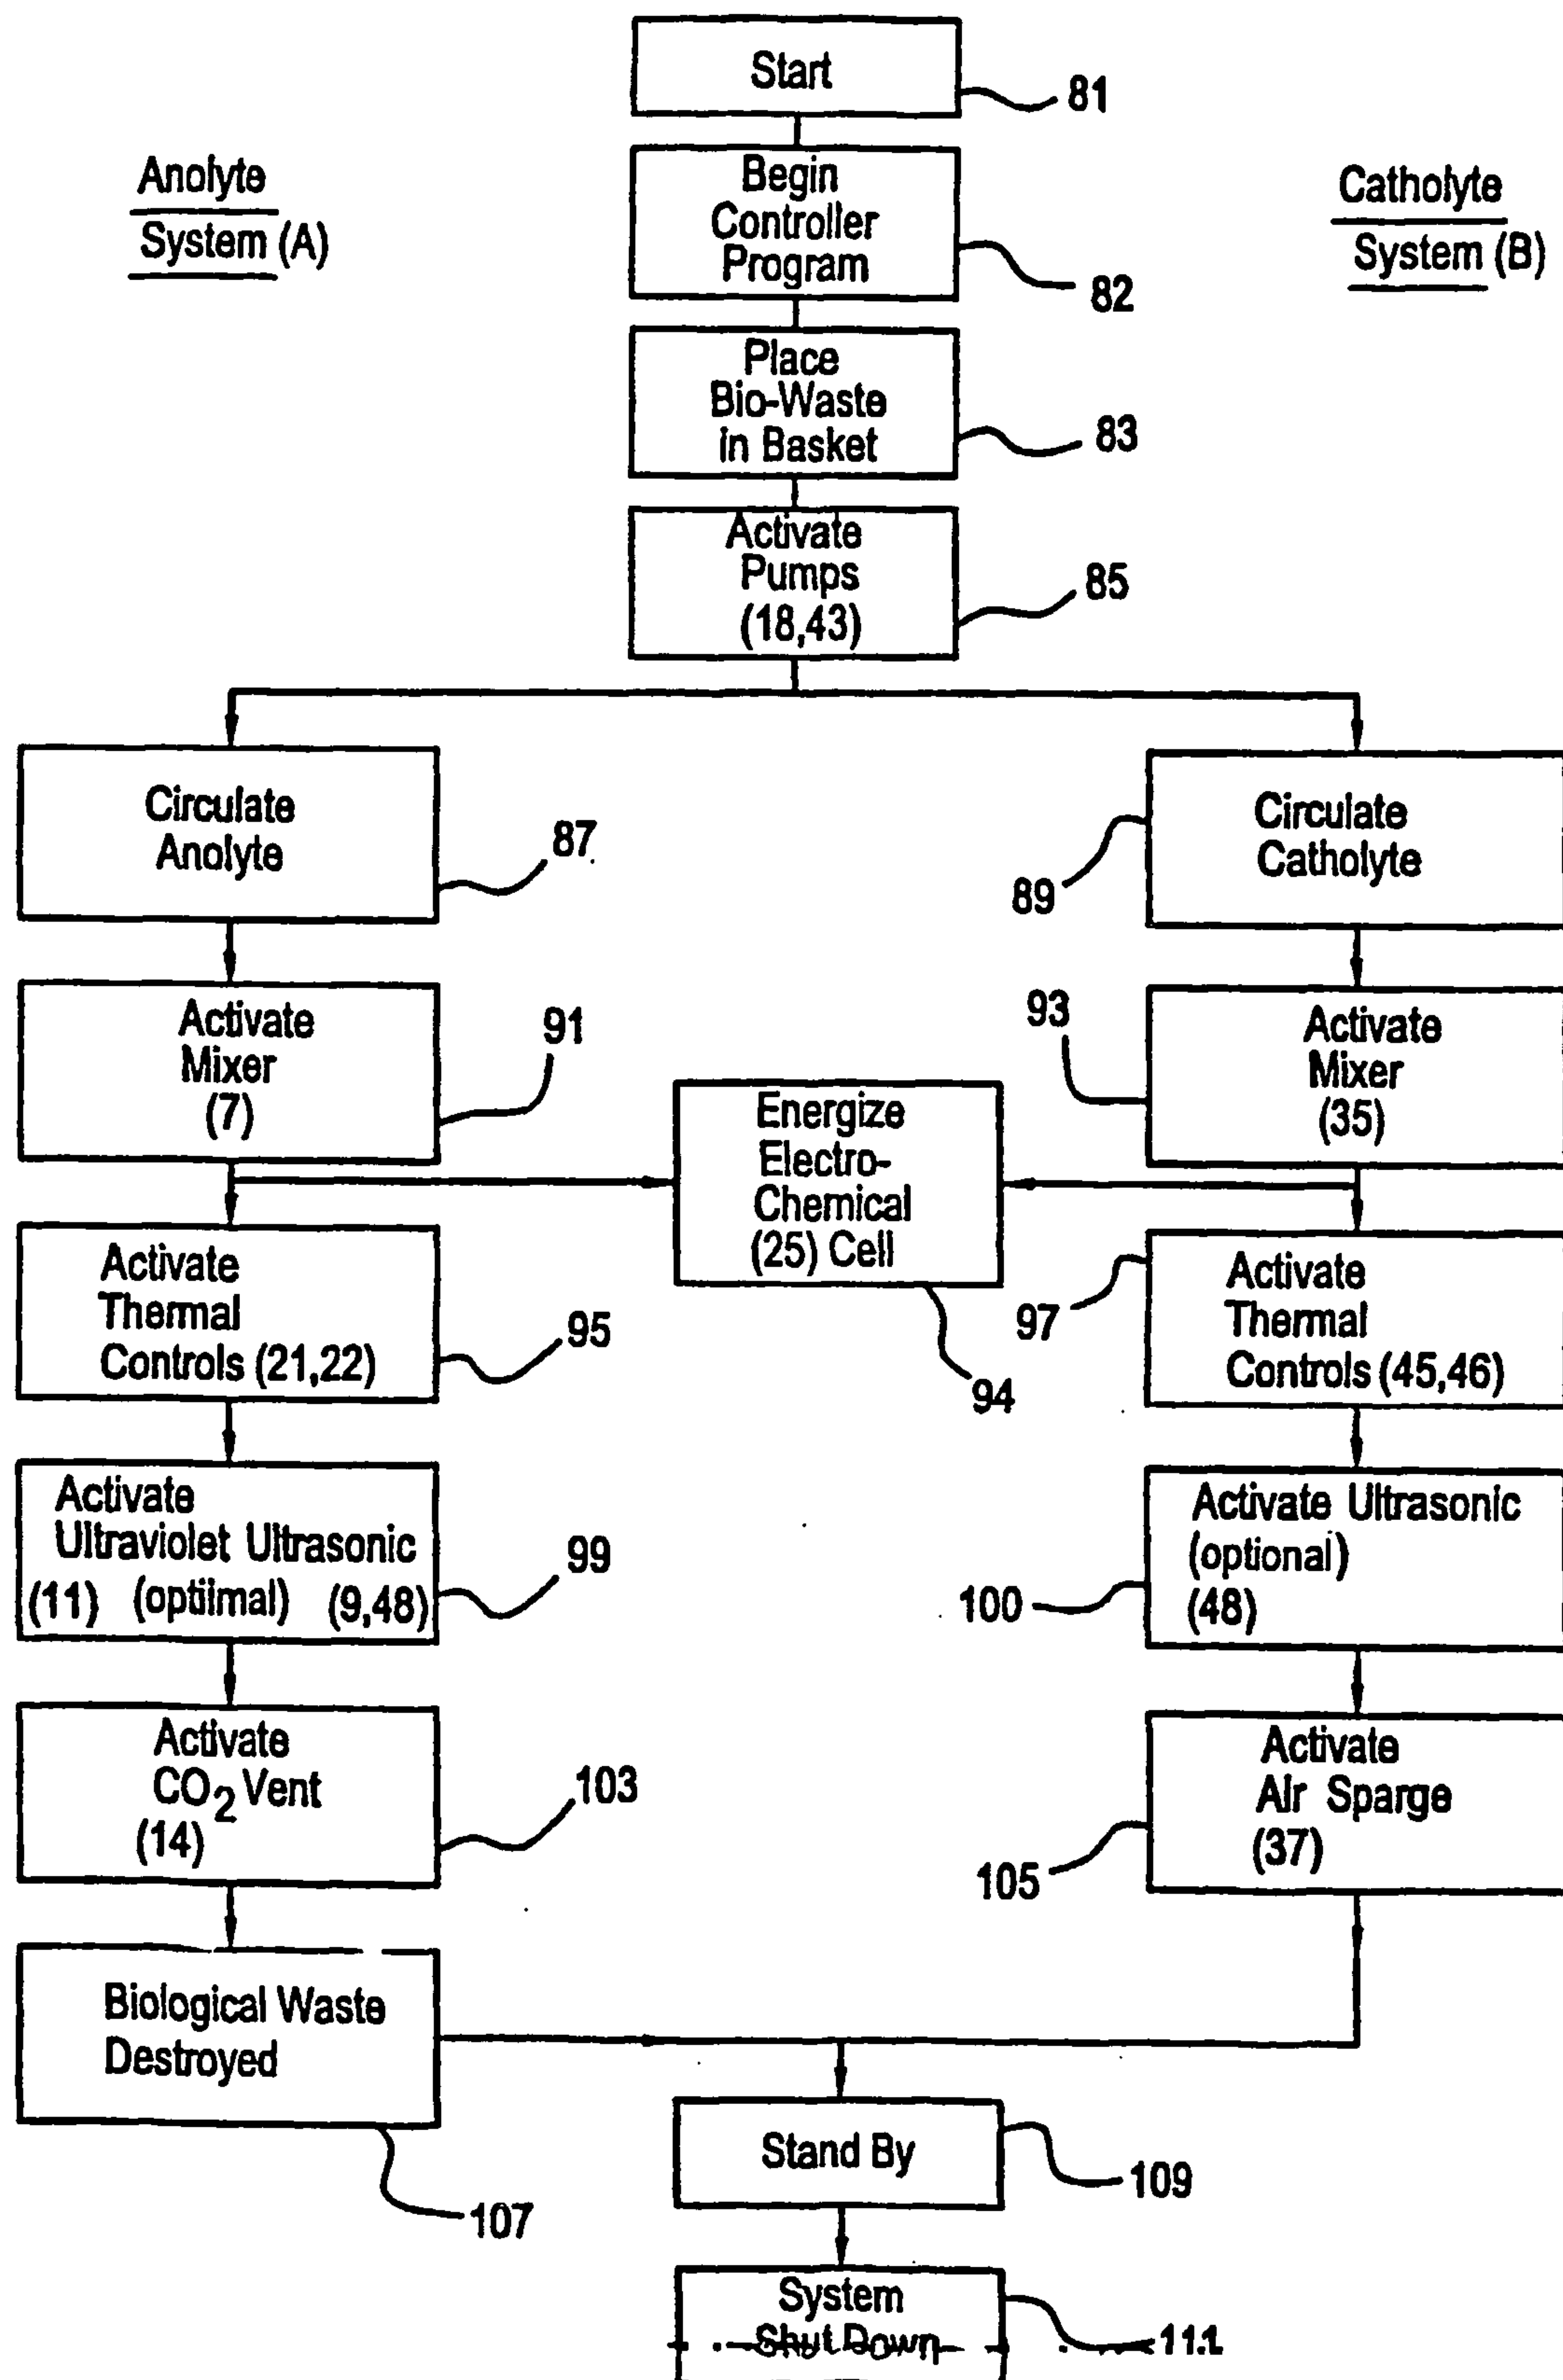 Start
81
Anolyte
System (A)
Catholyte
System (B)
Begin
Controller
Program
82
Place
Bio-Waste
in Basket
83
Activate
Pumps
(18,43)
85
Circulate
Anolyte
87
Circulate
Catholyte
89
Activate
Mixer
(7)
91
Energize
Electro-
Chemical
(25) Cell
94
93
Activate
Mixer
(35)
Activate
Thermal
Controls (21,22)
95
97
Activate
Thermal
Controls (45,46)
Activate
Ultraviolet Ultrasonic
(11) (optiimal) (9,48)
99
Activate Ultrasonic
(optional)
(48)
100
Activate
CO2 Vent
(14)
103
Activate
Air Sparge
(37)
105
Biological Waste
Destroyed
107
Stand By
109
System
Shut Down
111